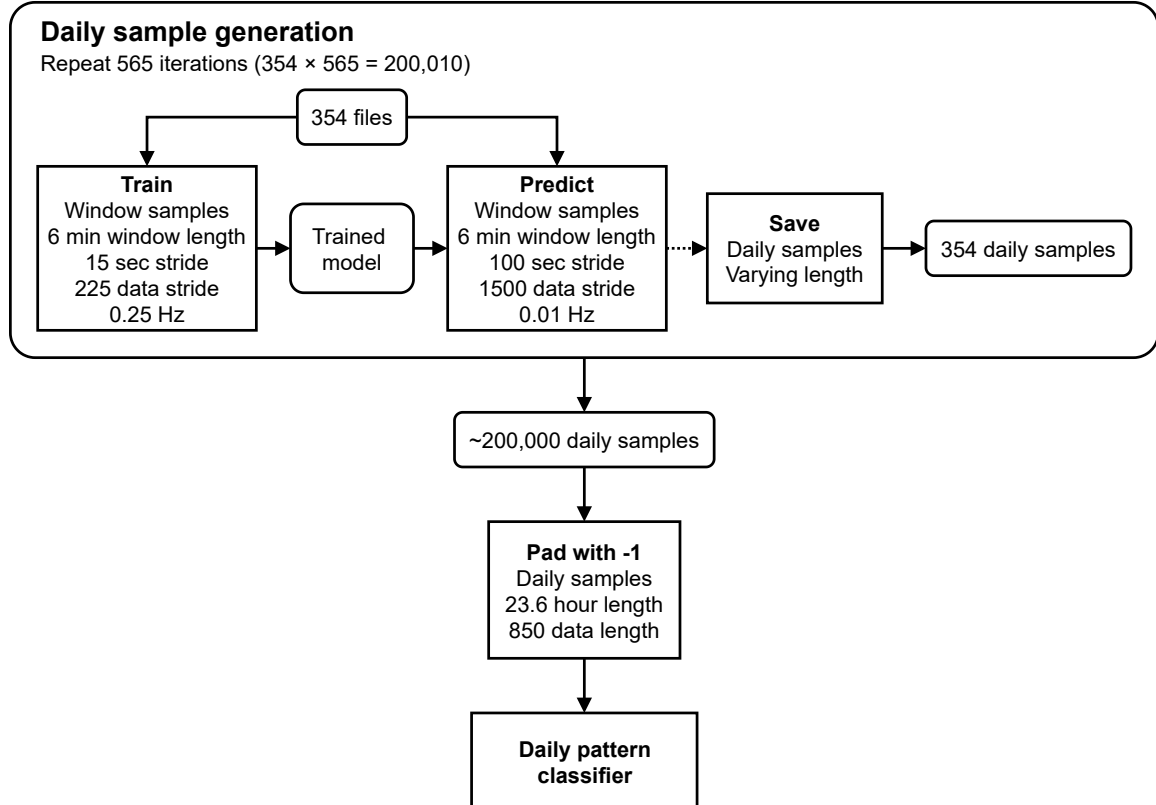 Daily sample generation
Repeat 565 iterations (354 × 565 = 200,010)
354 files
Train
Window samples
6 min window length
15 sec stride
225 data stride
0.25 Hz
Trained
model
Predict
Window samples
6 min window length
100 sec stride
1500 data stride
0.01 Hz
Save
Daily samples
Varying length
354 daily samples
~200,000 daily samples
Pad with -1
Daily samples
23.6 hour length
850 data length
Daily pattern
classifier